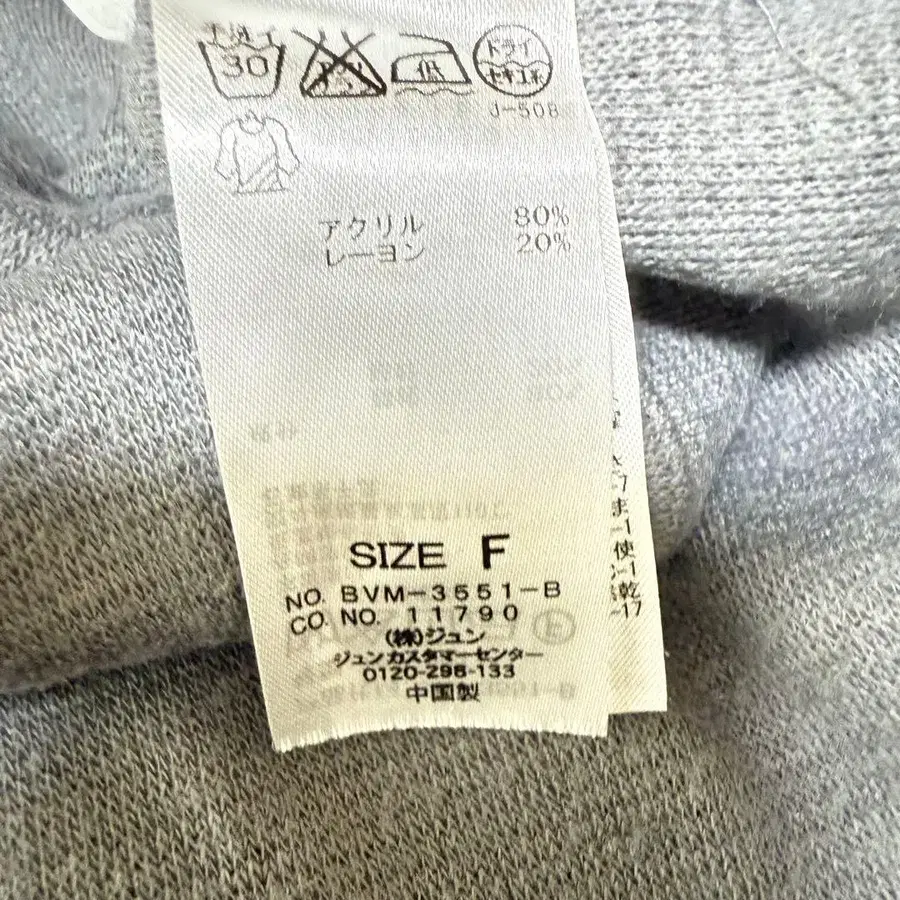 手洗イ
30
低
ドライ
セキユ系
J-508
アクリル 80%
レーヨン 20%
SIZE F
NO. BVM-3551-B
CO. NO. 11790
(株)ジュン
ジュンカスタマーセンター
0120-298-133
中国製